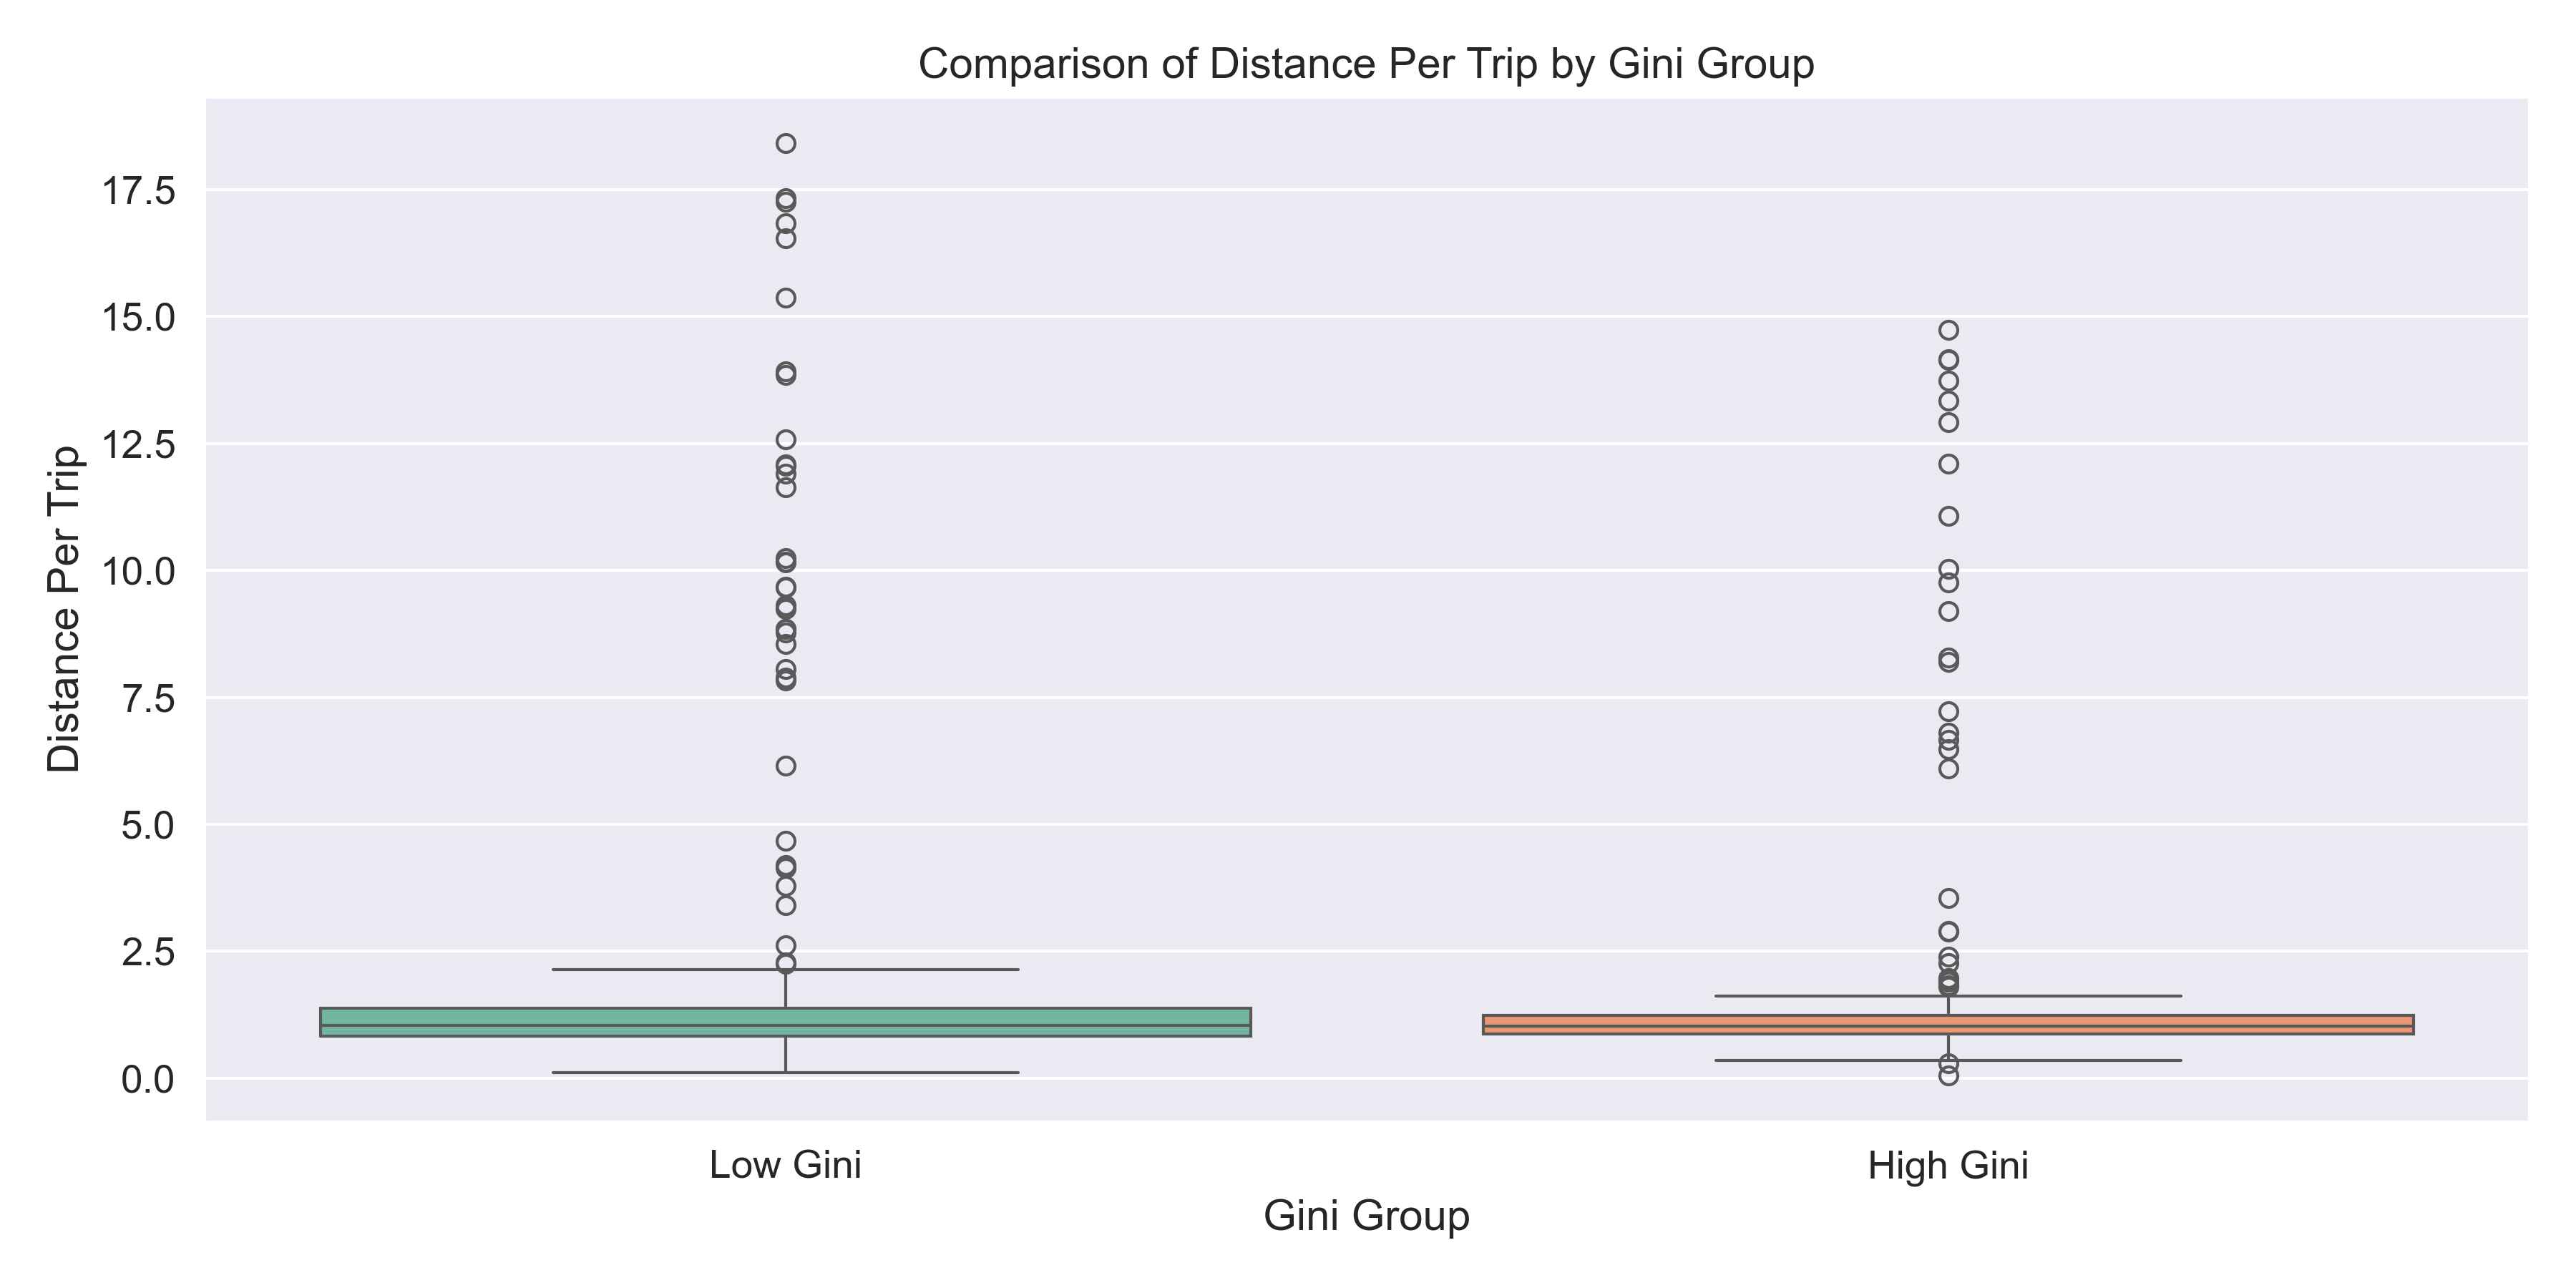 Comparison of Distance Per Trip by Gini Group
Distance Per Trip
17.5
15.0
12.5
10.0
7.5
5.0
2.5
0.0
Low Gini
High Gini
Gini Group